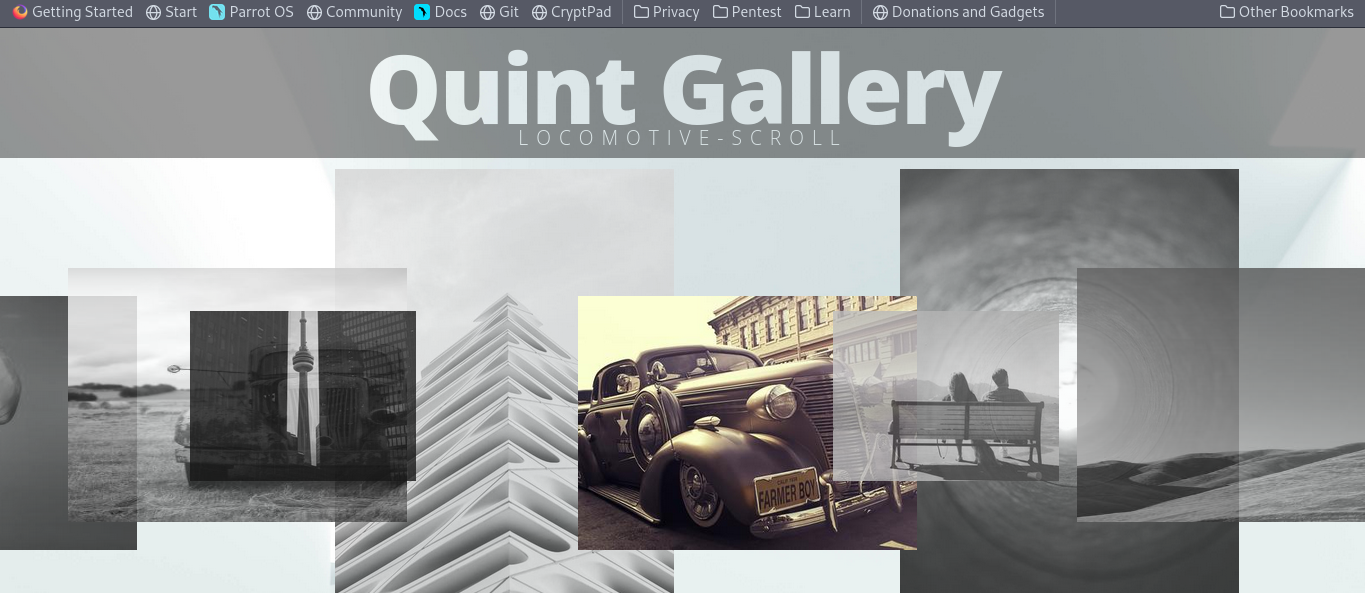 Getting Started Start Parrot OS Community Docs Git CryptPad Privacy Pentest Learn Donations and Gadgets Other Bookmarks
Quint Gallery
LOCOMOTIVE-SCROLL
FARMER BOY